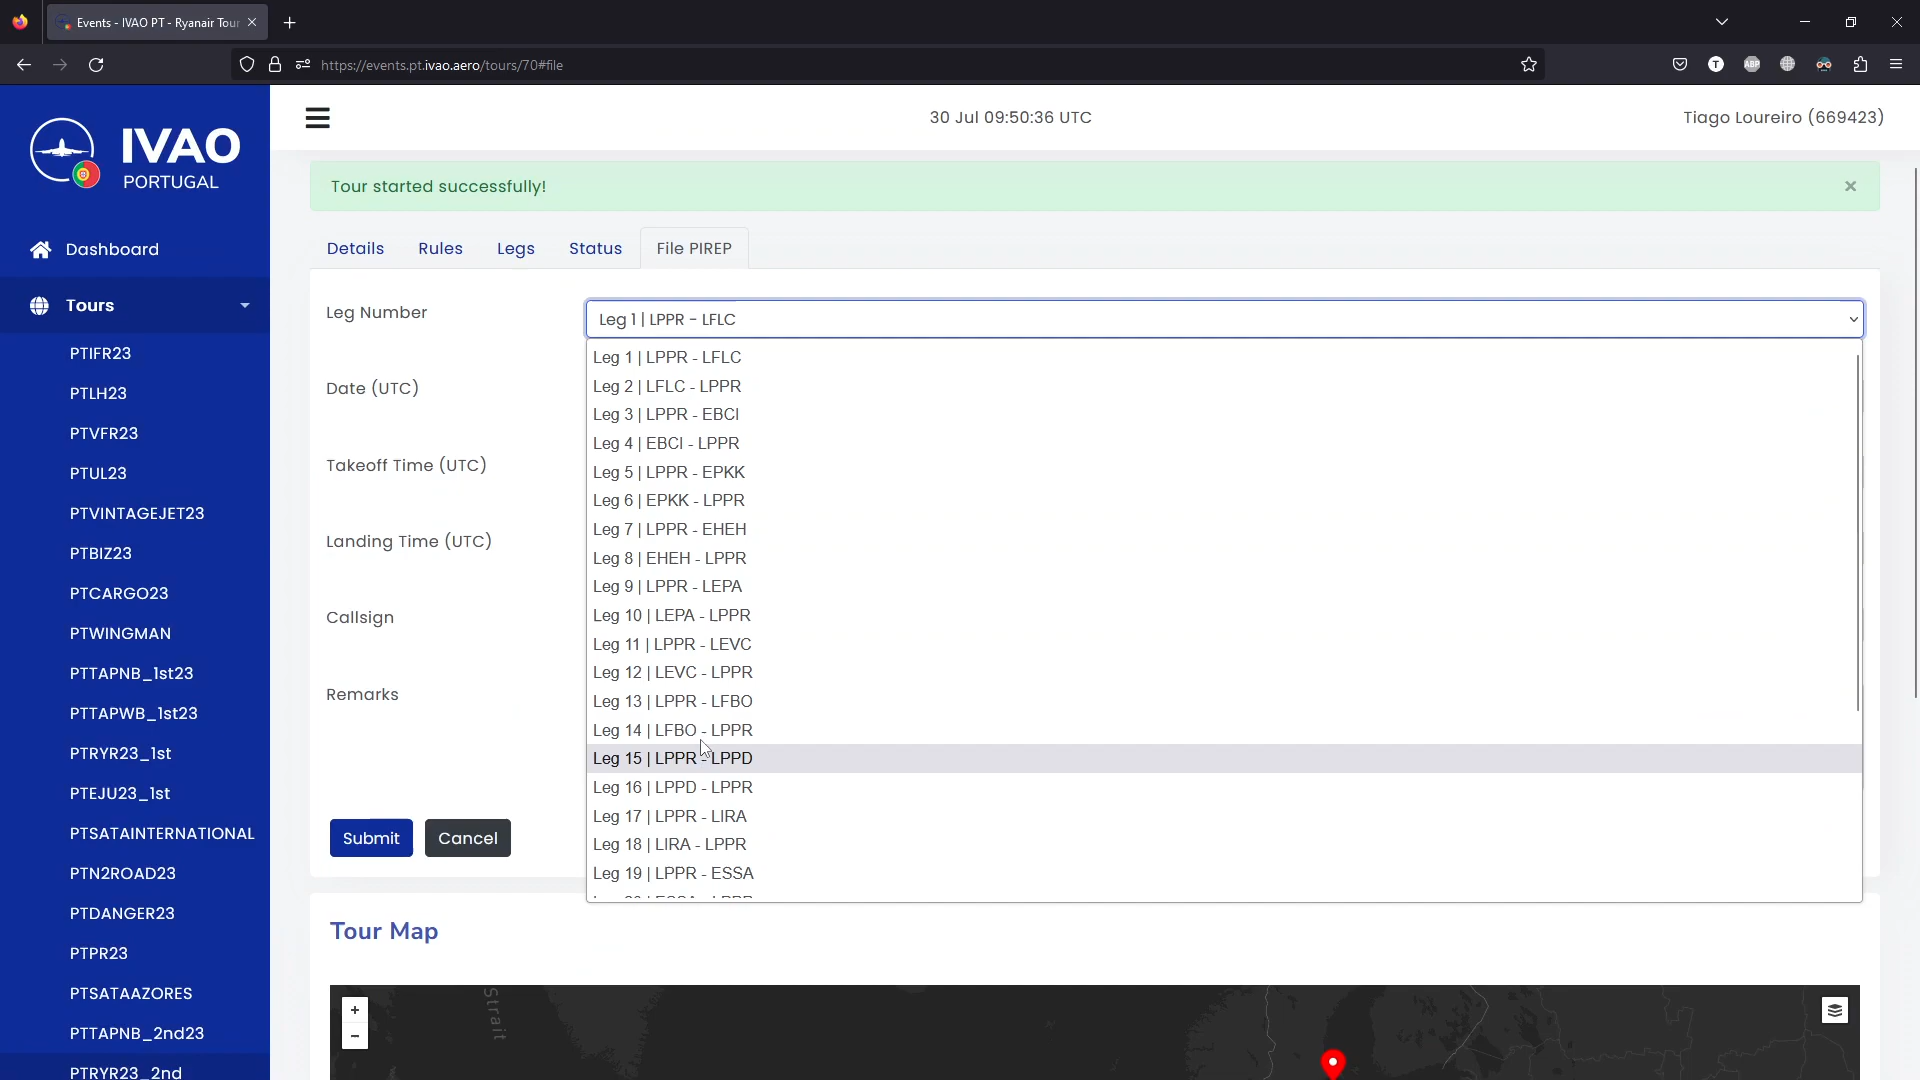 Events - IVAO PT - Ryanair Tour
https://events.pt.ivao.aero/tours/70#file
T
ABP
IVAO
PORTUGAL
30 Jul 09:50:36 UTC
Tiago Loureiro (669423)
Tour started successfully!
Dashboard
Tours
PTIFR23
PTLH23
PTVFR23
PTUL23
PTVINTAGEJET23
PTBIZ23
PTCARGO23
PTWINGMAN
PTTAPNB_1st23
PTTAPWB_1st23
PTRYR23_1st
PTEJU23_1st
PTSATAINTERNATIONAL
PTN2ROAD23
PTDANGER23
PTPR23
PTSATAAZORES
PTTAPNB_2nd23
PTRYR23_2nd
Details
Rules
Legs
Status
File PIREP
Leg Number
Leg 1 | LPPR - LFLC
Leg 1 | LPPR - LFLC
Leg 2 | LFLC - LPPR
Leg 3 | LPPR - EBCI
Leg 4 | EBCI - LPPR
Leg 5 | LPPR - EPKK
Leg 6 | EPKK - LPPR
Leg 7 | LPPR - EHEH
Leg 8 | EHEH - LPPR
Leg 9 | LPPR - LEPA
Leg 10 | LEPA - LPPR
Leg 11 | LPPR - LEVC
Leg 12 | LEVC - LPPR
Leg 13 | LPPR - LFBO
Leg 14 | LFBO - LPPR
Leg 15 | LPPR - LPPD
Leg 16 | LPPD - LPPR
Leg 17 | LPPR - LIRA
Leg 18 | LIRA - LPPR
Leg 19 | LPPR - ESSA
Date (UTC)
Takeoff Time (UTC)
Landing Time (UTC)
Callsign
Remarks
Submit
Cancel
Tour Map
+
−
Strait